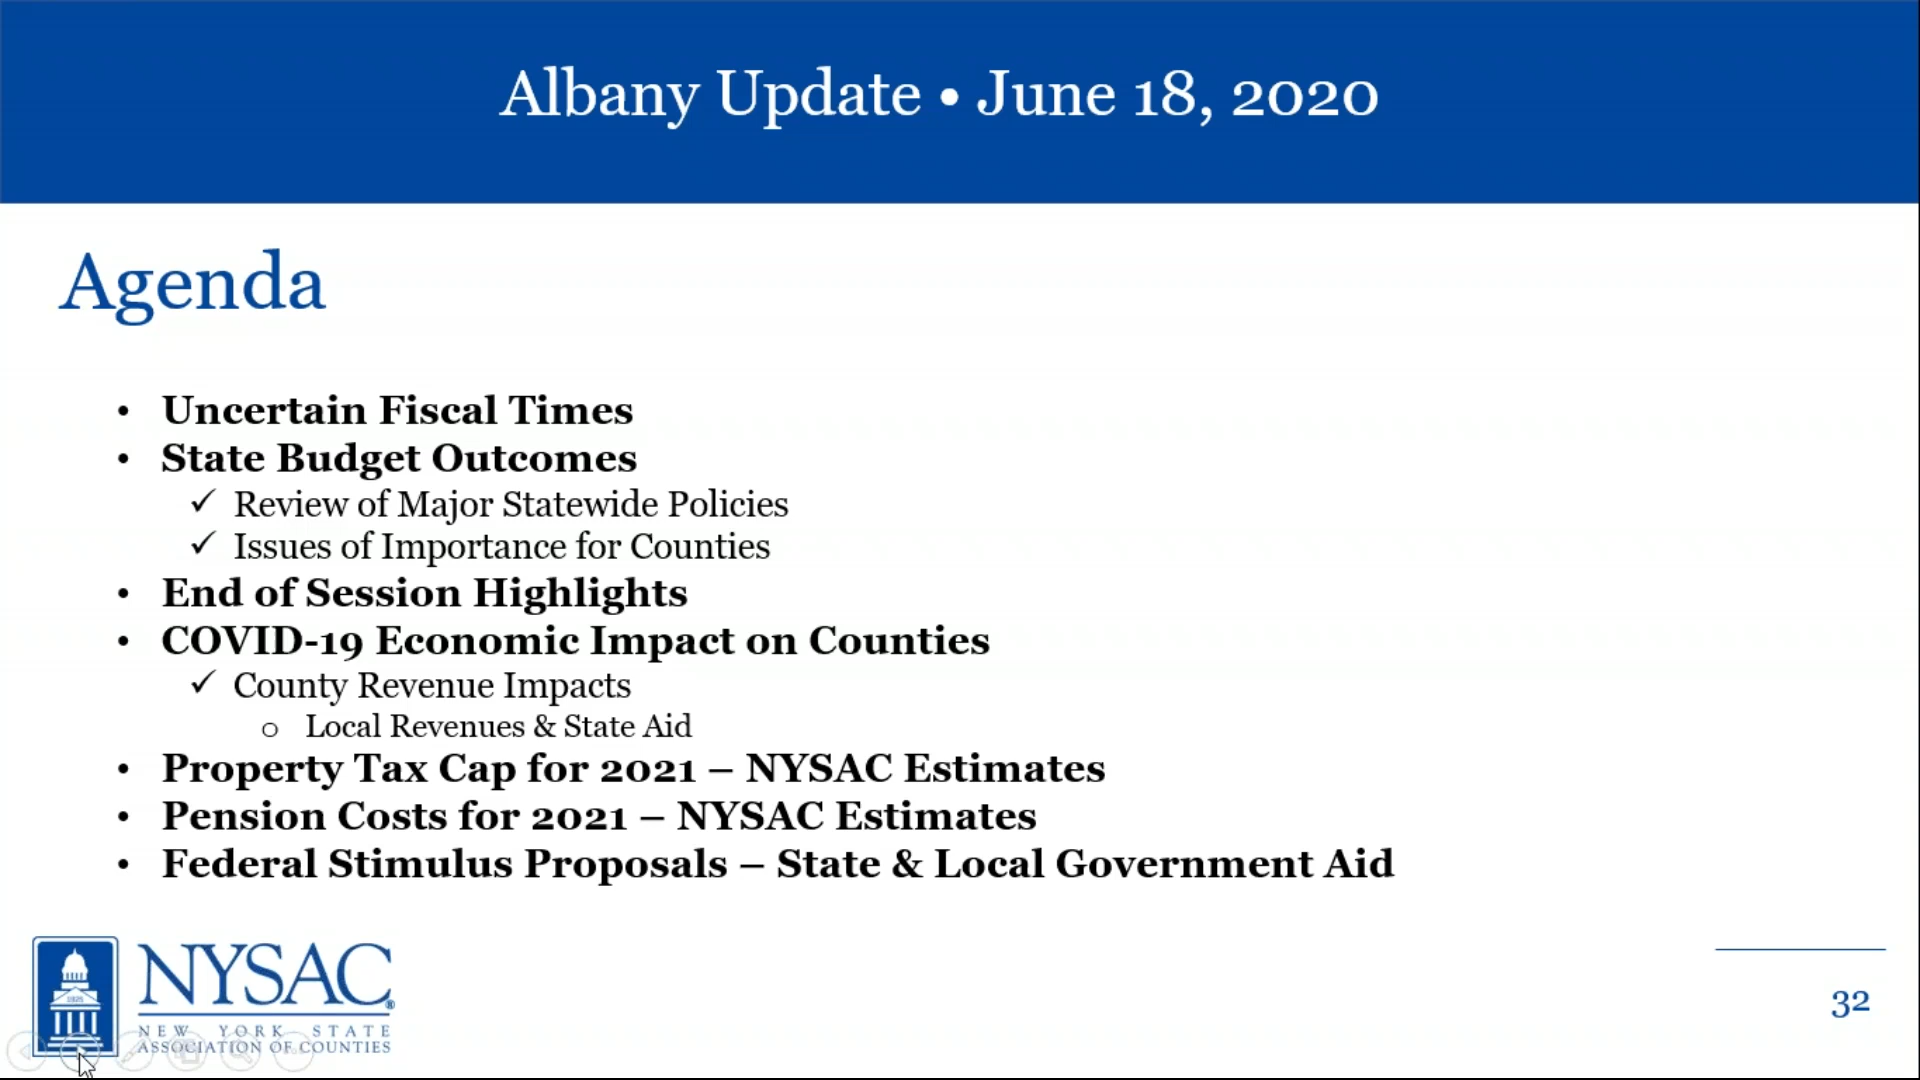 Albany Update • June 18, 2020
Agenda
• Uncertain Fiscal Times
• State Budget Outcomes
✓ Review of Major Statewide Policies
✓ Issues of Importance for Counties
• End of Session Highlights
• COVID-19 Economic Impact on Counties
✓ County Revenue Impacts
o Local Revenues & State Aid
• Property Tax Cap for 2021 – NYSAC Estimates
• Pension Costs for 2021 – NYSAC Estimates
• Federal Stimulus Proposals – State & Local Government Aid
1925
NYSAC®
NEW YORK STATE
ASSOCIATION OF COUNTIES
32